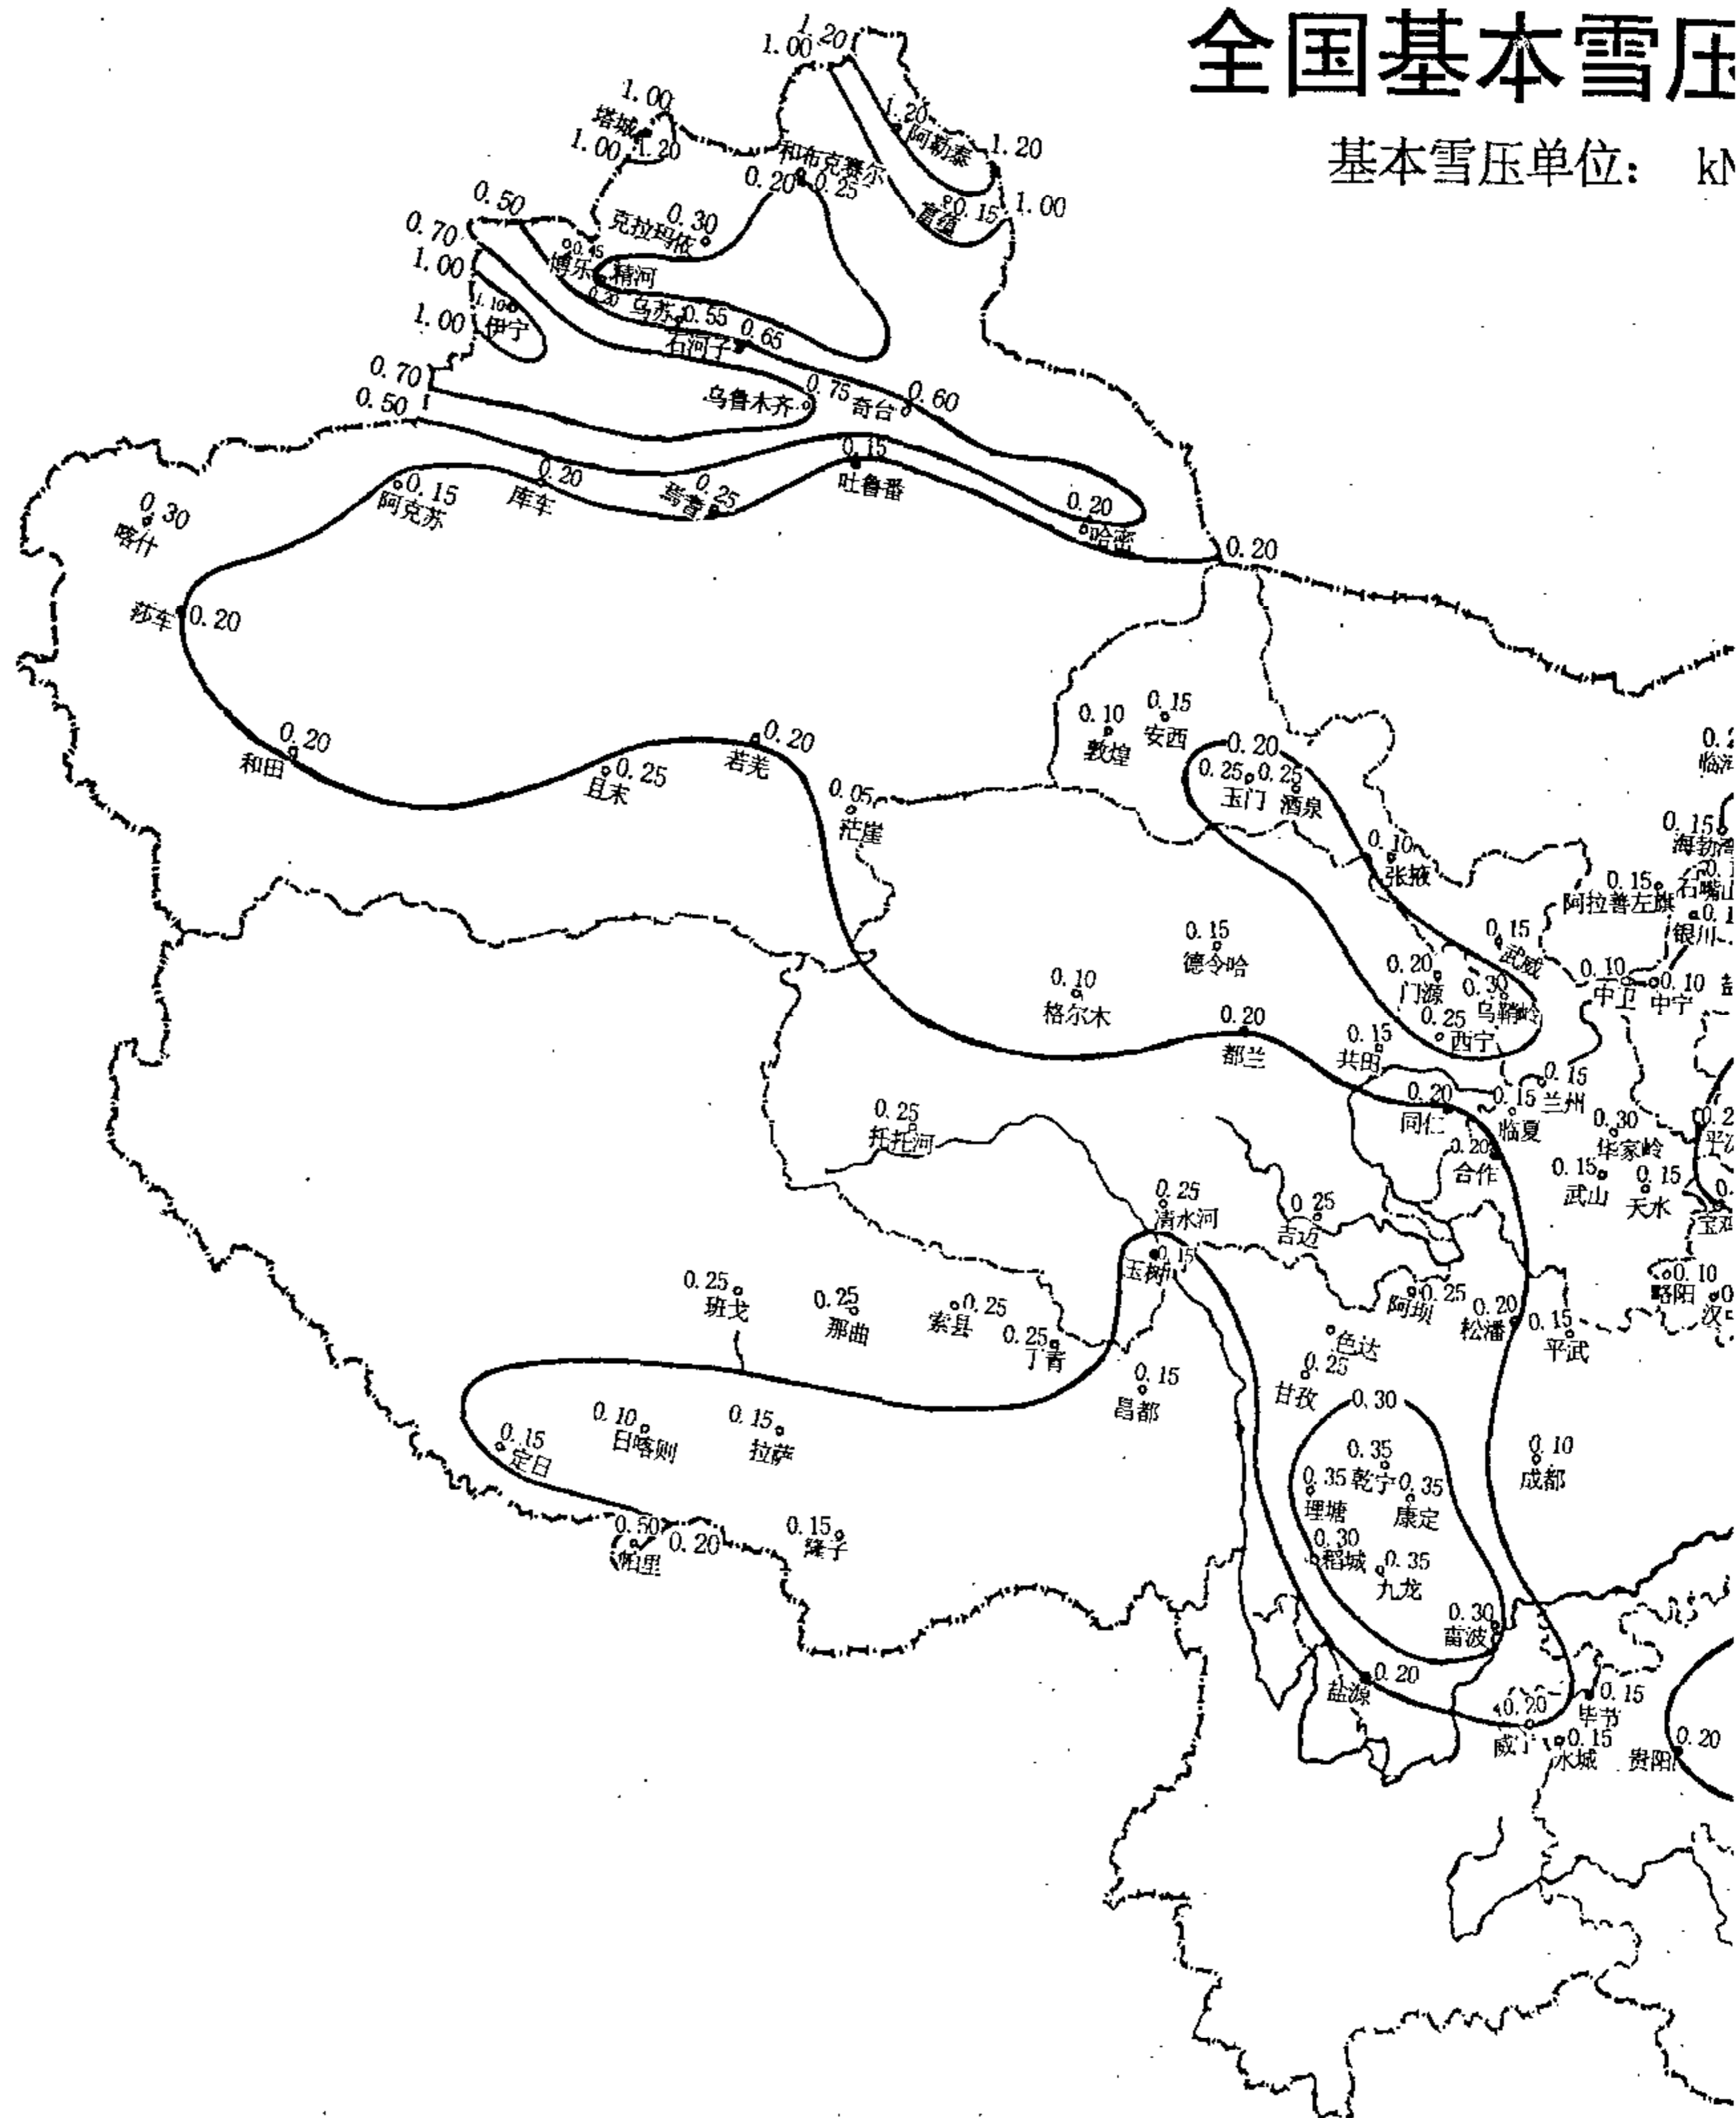 全国基本雪压
基本雪压单位： kN
1.20
1.00
1.00
塔城
1.20
1.00
和布克赛尔
0.20 0.25
1.20
阿勒泰
1.20
0.15
富蕴
1.00
0.50
0.30
克拉玛依
0.70
0.45
博乐
精河
1.00
0.20
乌苏
0.55
0.65
1.10
伊宁
1.00
石河子
0.70
0.75
乌鲁木齐
奇台
0.60
0.50
0.15
吐鲁番
0.15
阿克苏
0.20
库车
0.25
焉耆
0.20
哈密
0.30
喀什
0.20
莎车
0.20
0.20
和田
0.25
且末
0.20
若羌
0.05
茫崖
0.10
敦煌
0.15
安西
0.20
0.25
玉门
0.25
酒泉
0.10
张掖
0.15
海勃
0.15
阿拉善左旗
石嘴山
银川
0.15
武威
0.15
德令哈
0.10
格尔木
0.20
门源
0.30
乌鞘岭
0.25
西宁
0.10
中卫
0.10
中宁
0.20
都兰
0.15
共田
0.15
兰州
0.20
同仁
0.15
临夏
0.30
华家岭
0.20
合作
0.15
武山
0.15
天水
0.25
托托河
0.25
清水河
0.15
玉树
0.25
吉迈
0.25
阿坝
0.20
松潘
0.15
平武
0.10
略阳
0.25
班戈
0.25
那曲
0.25
索县
0.25
丁青
0.15
昌都
色达
0.25
甘孜
0.30
0.15
定日
0.10
日喀则
0.15
拉萨
0.35
乾宁
0.35
理塘
0.35
康定
0.10
成都
0.50
帕里
0.20
0.15
隆子
0.30
稻城
0.35
九龙
0.30
雷波
0.20
盐源
0.20
威宁
0.15
毕节
0.15
水城
贵阳
0.20